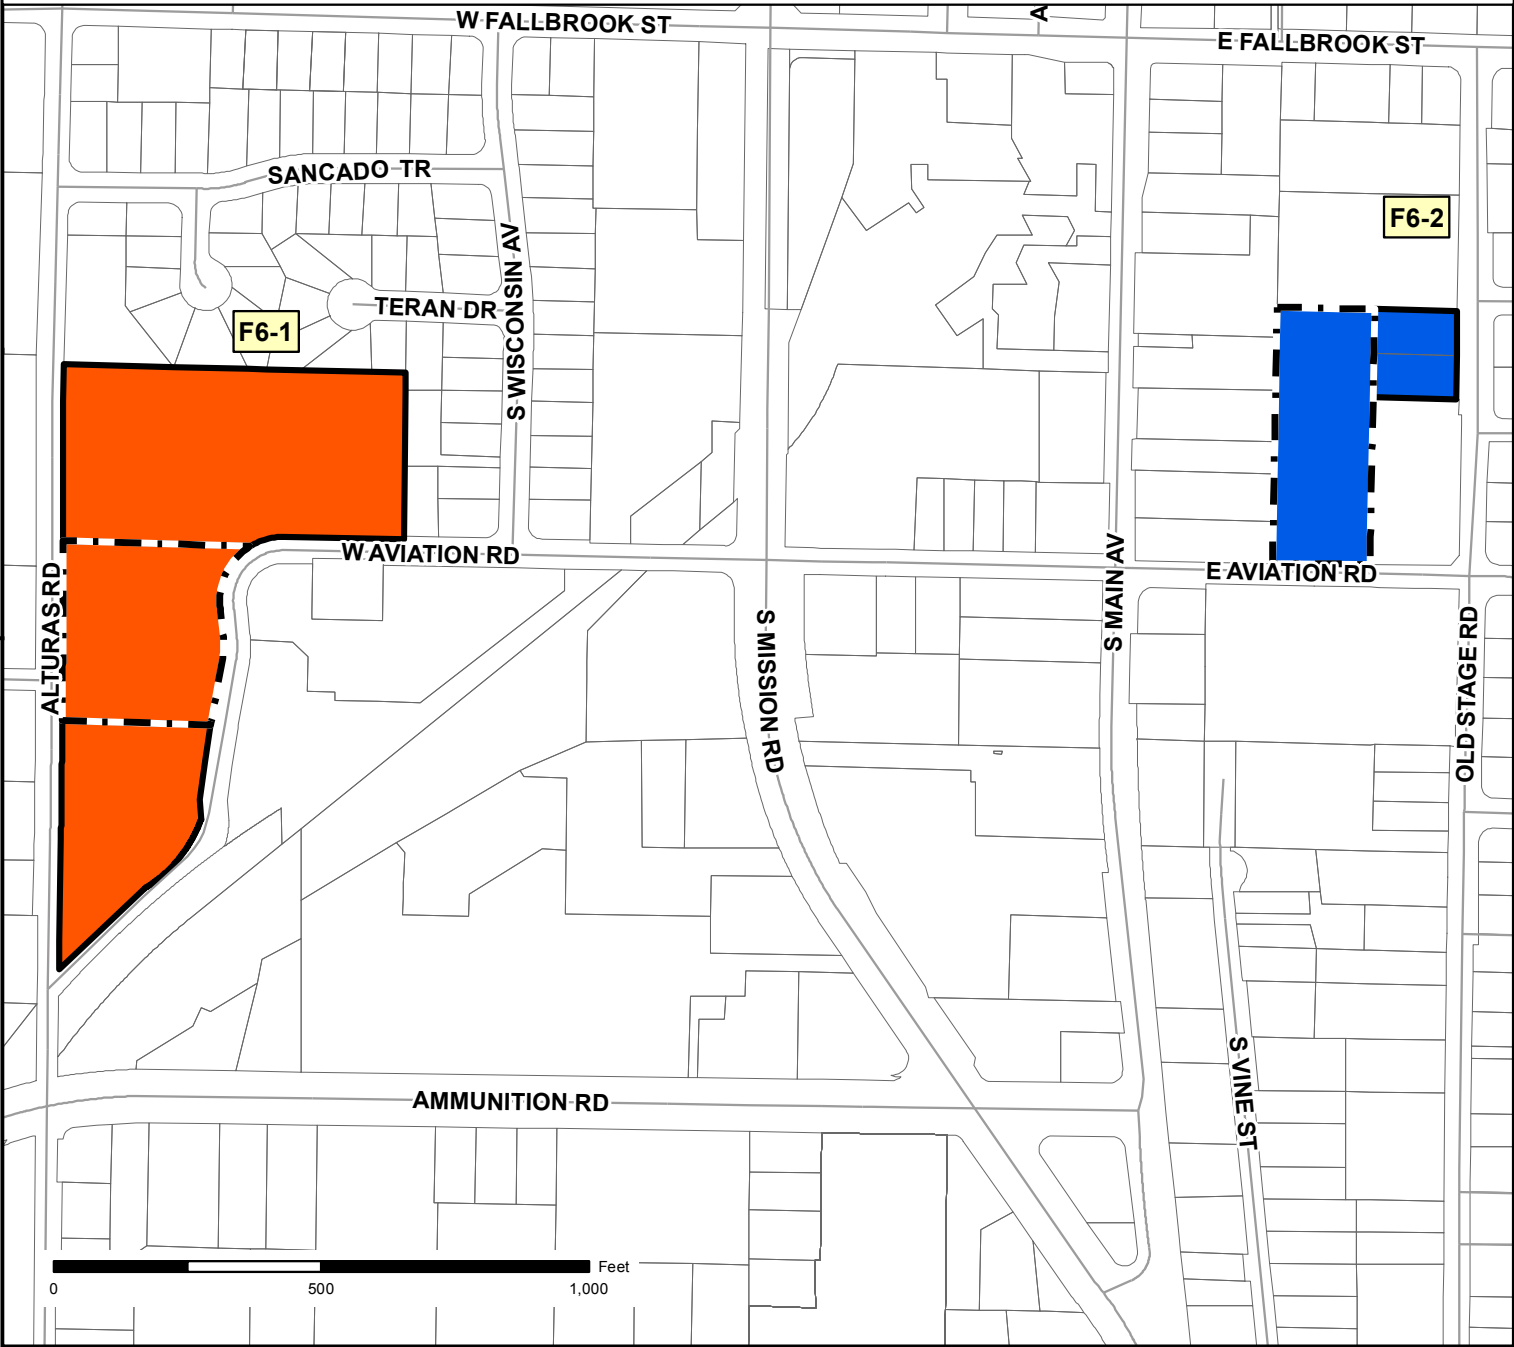 W FALLBROOK ST
A
E FALLBROOK ST
SANCADO TR
F6-2
S WISCONSIN AV
TERAN DR
F6-1
W AVIATION RD
S MAIN AV
E AVIATION RD
ALTURAS RD
S MISSION RD
OLD STAGE RD
S VINE ST
AMMUNITION RD
Feet
0 500 1,000